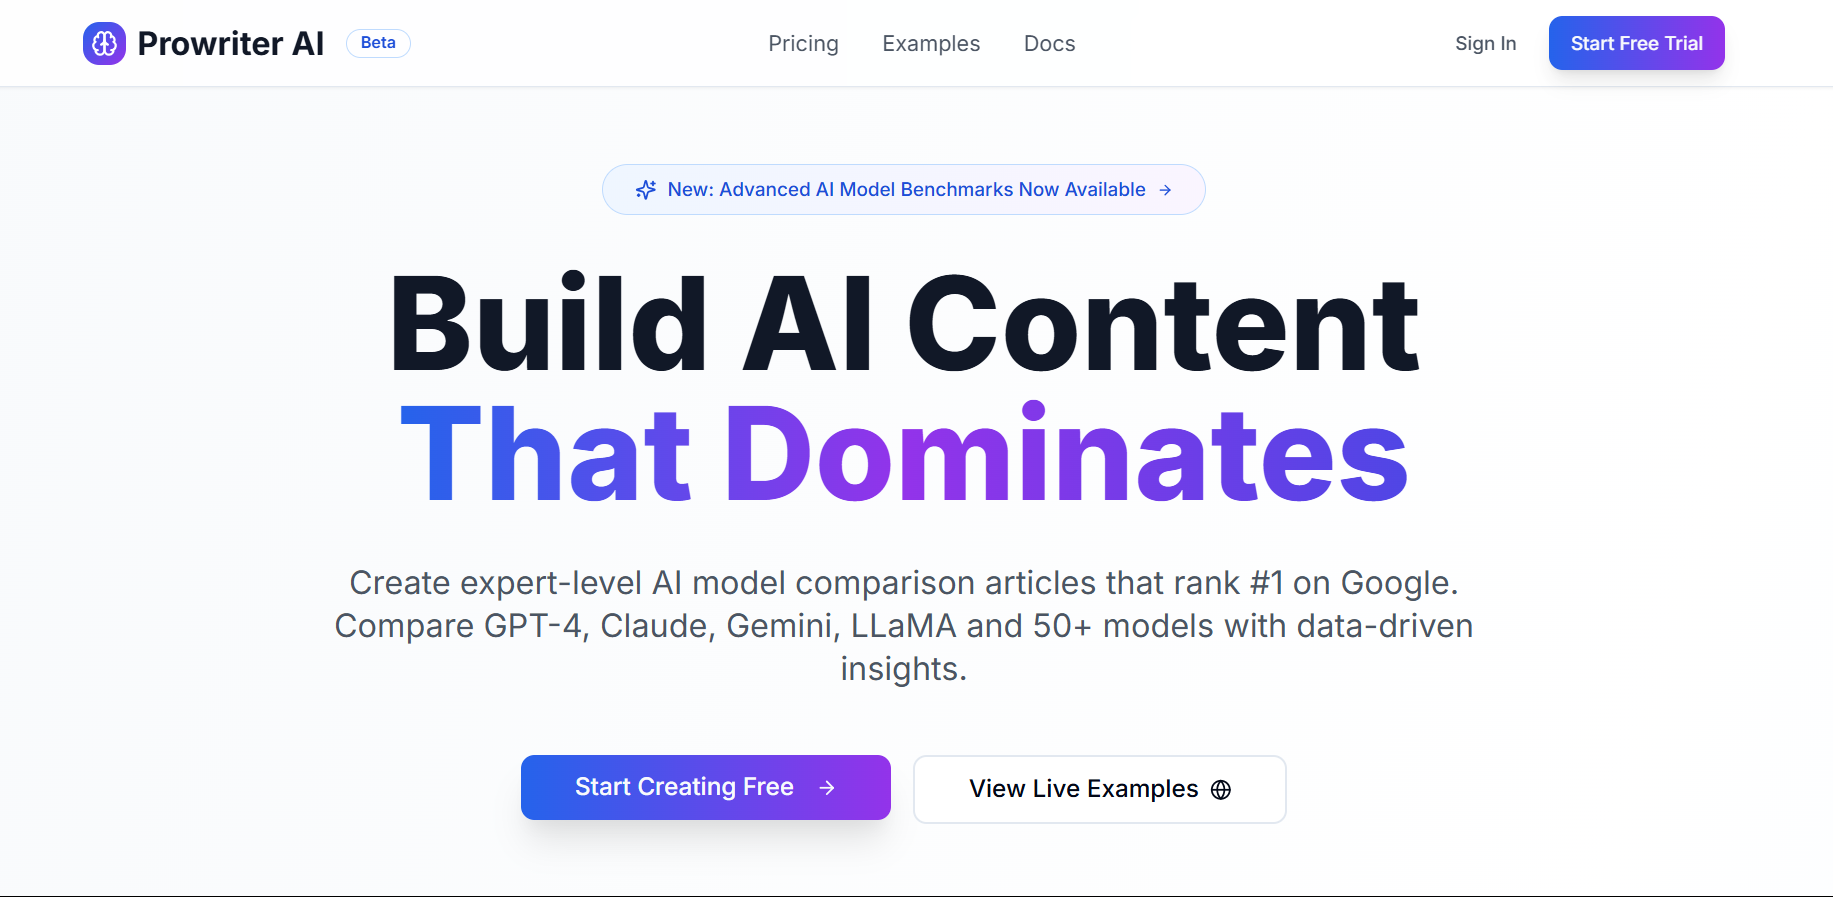 Prowriter AI
Beta
Pricing
Examples
Docs
Sign In
Start Free Trial
New: Advanced AI Model Benchmarks Now Available
Build AI Content
That Dominates
Create expert-level AI model comparison articles that rank #1 on Google.
Compare GPT-4, Claude, Gemini, LLaMA and 50+ models with data-driven
insights.
Start Creating Free
View Live Examples